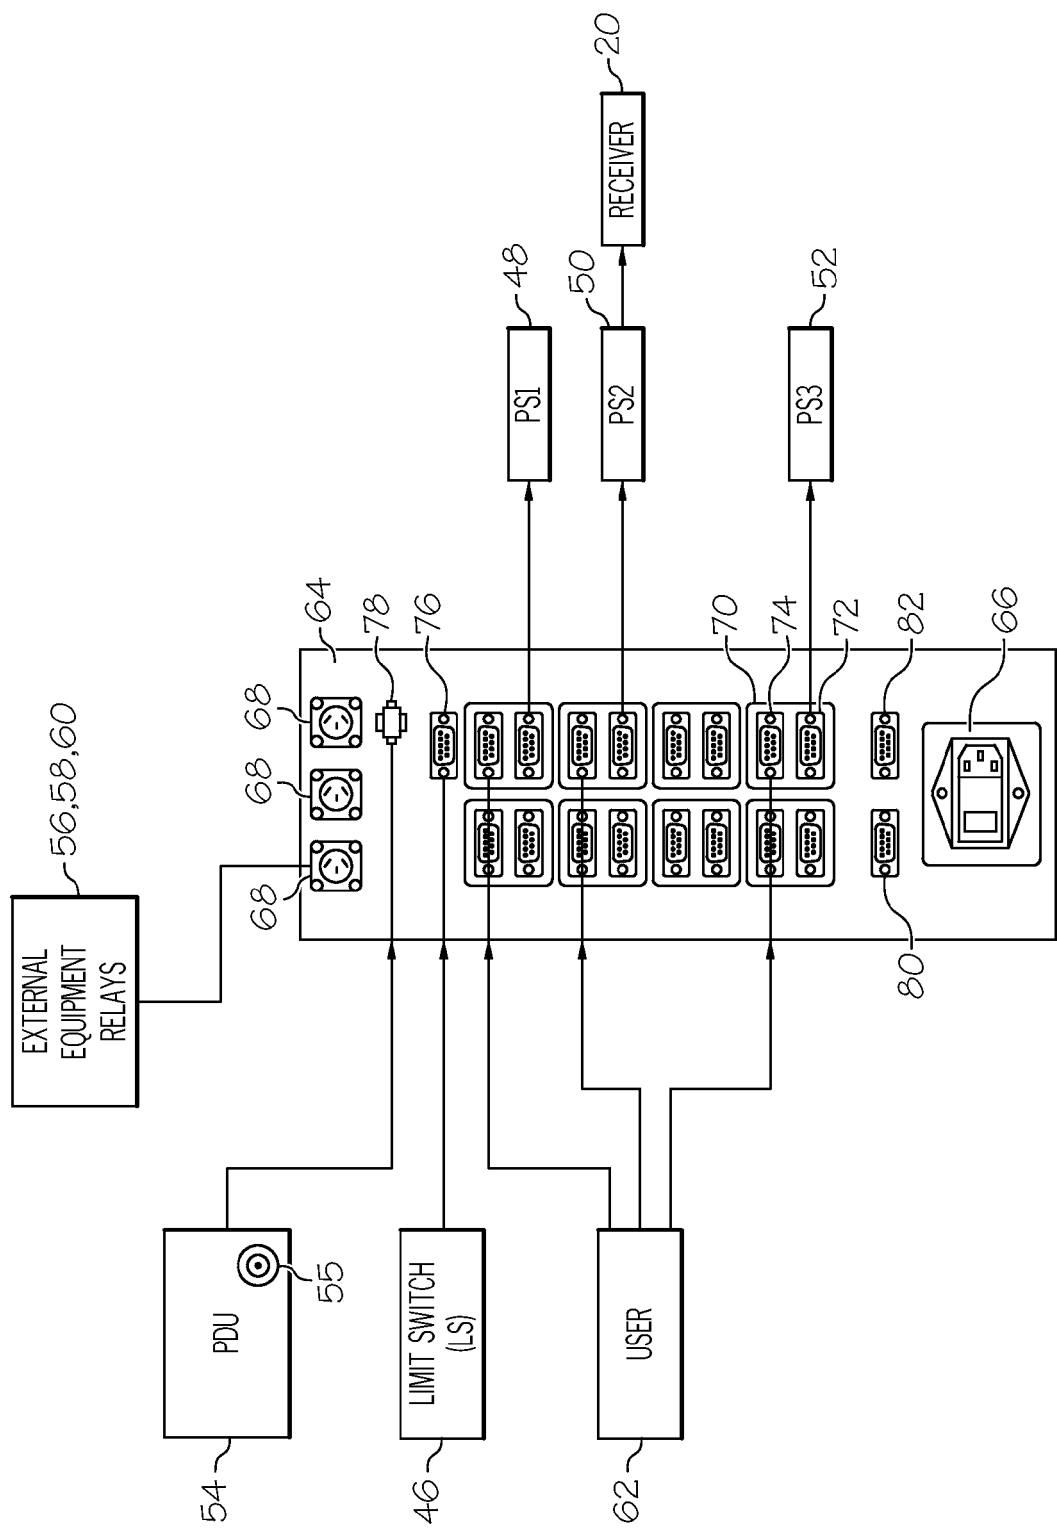 EXTERNAL
EQUIPMENT
RELAYS
56,58,60
PDU
54
55
LIMIT SWITCH
(LS)
46
USER
62
68
68
68
64
78
76
70
74
72
82
80
66
PS1
48
PS2
50
RECEIVER
20
PS3
52